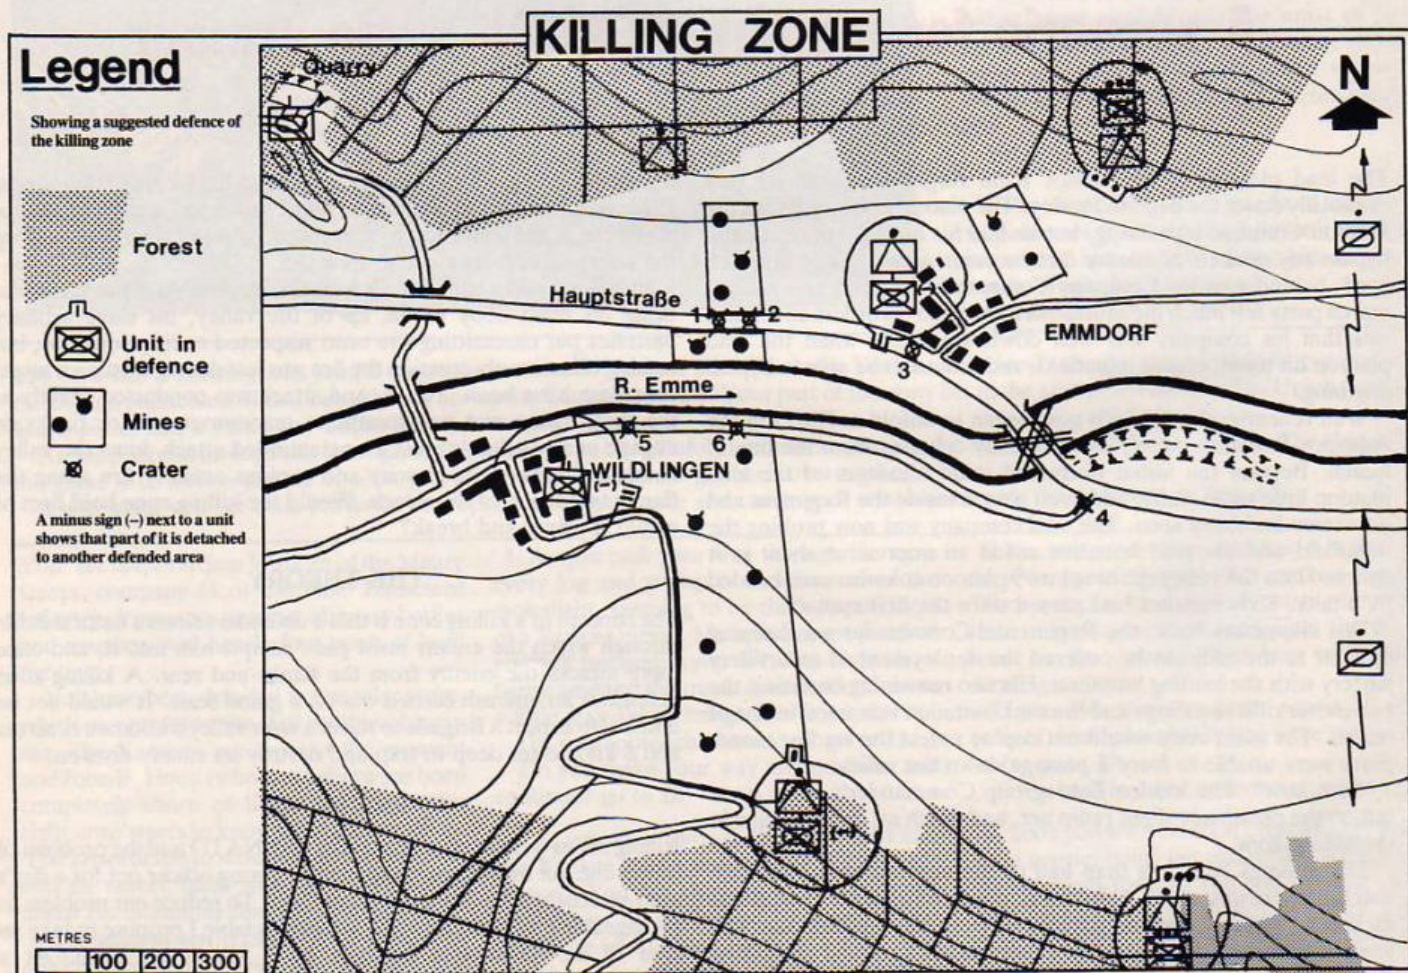 KILLING ZONE
Legend
Showing a suggested defence of
the killing zone
Forest
Unit in
defence
Mines
Crater
A minus sign (–) next to a unit
shows that part of it is detached
to another defended area
METRES
100 200 300
Quarry
N
Hauptstraße
1
2
(–)
EMMDORF
3
R. Emme
5
6
WILDLINGEN
(–)
4
(–)